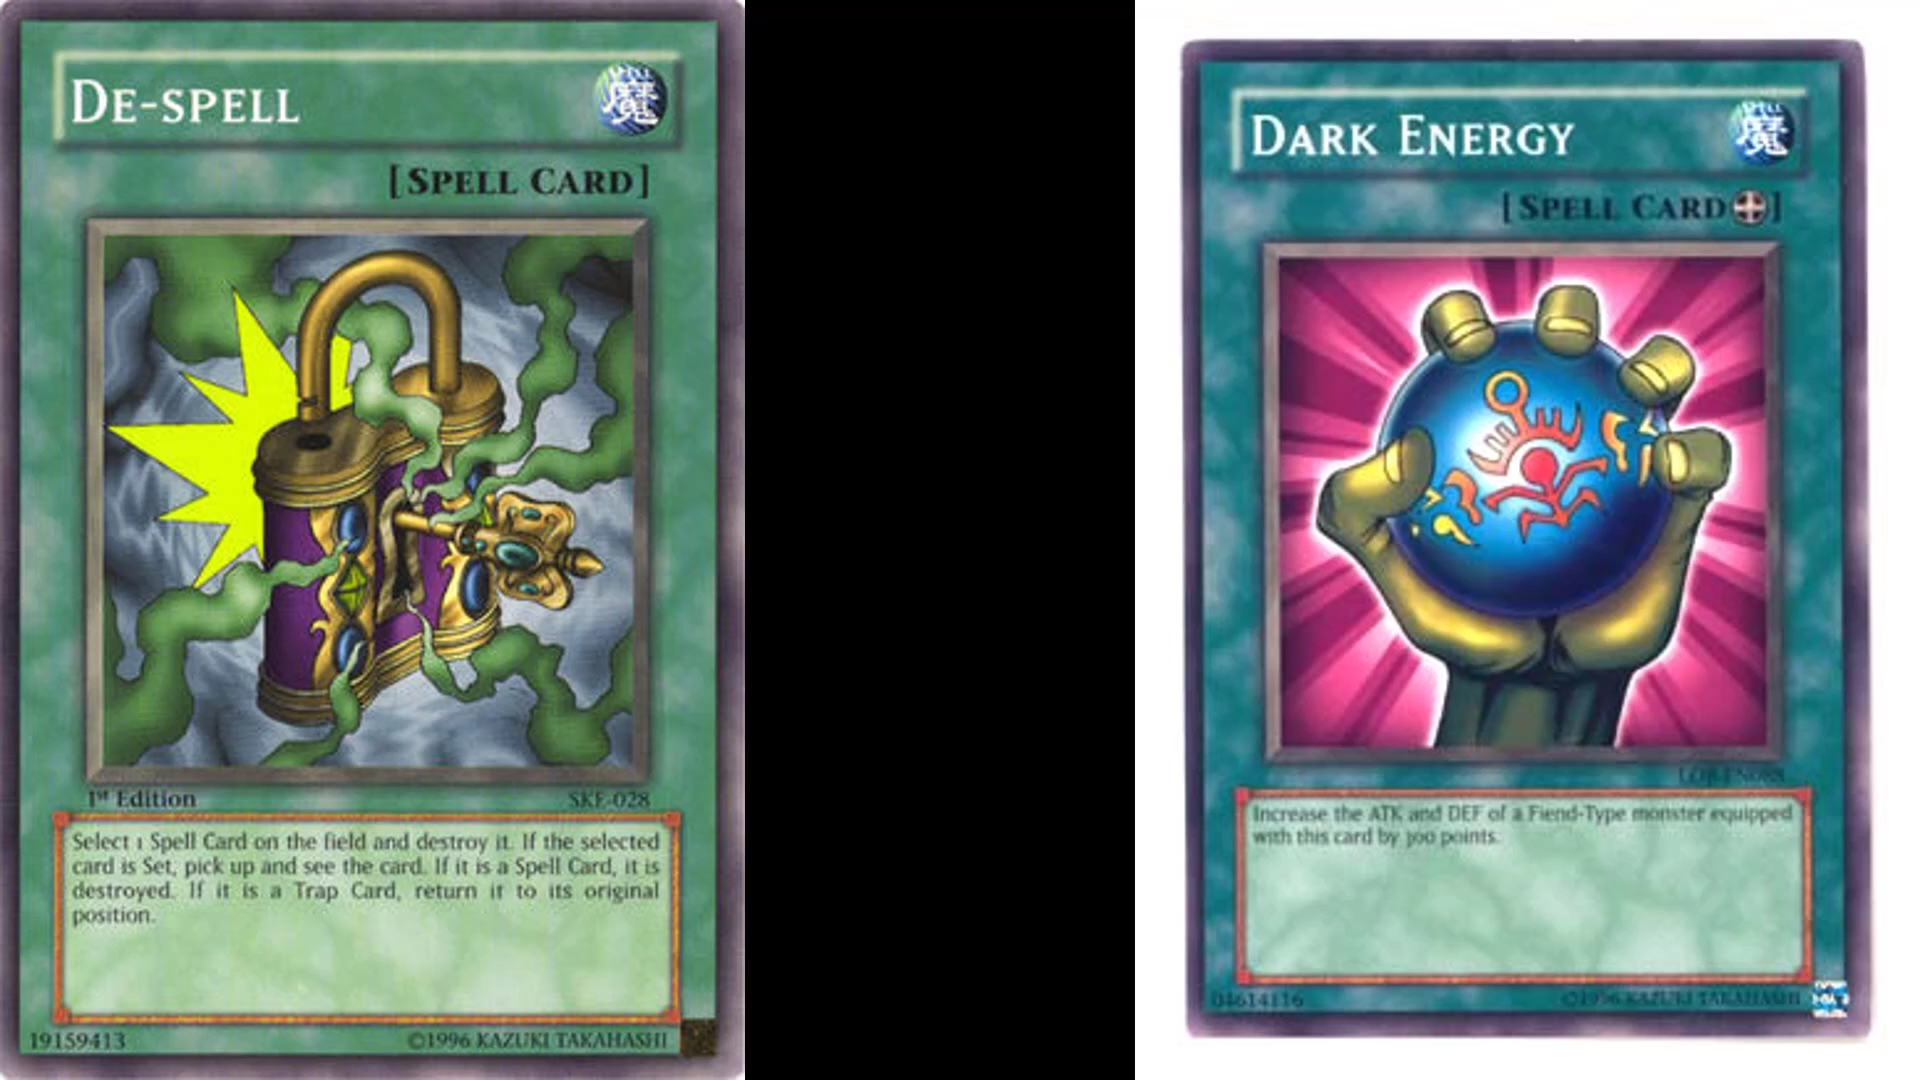 De-spell
魔
[Spell Card]
1st Edition
SKE-028
Select 1 Spell Card on the field and destroy it. If the selected
card is Set, pick up and see the card. If it is a Spell Card, it is
destroyed. If it is a Trap Card, return it to its original
position.
19159413
©1996 KAZUKI TAKAHASHI
Dark Energy
魔
[Spell Card]
LOB-EN088
Increase the ATK and DEF of a Fiend-Type monster equipped
with this card by 300 points.
04614116
©1996 KAZUKI TAKAHASHI